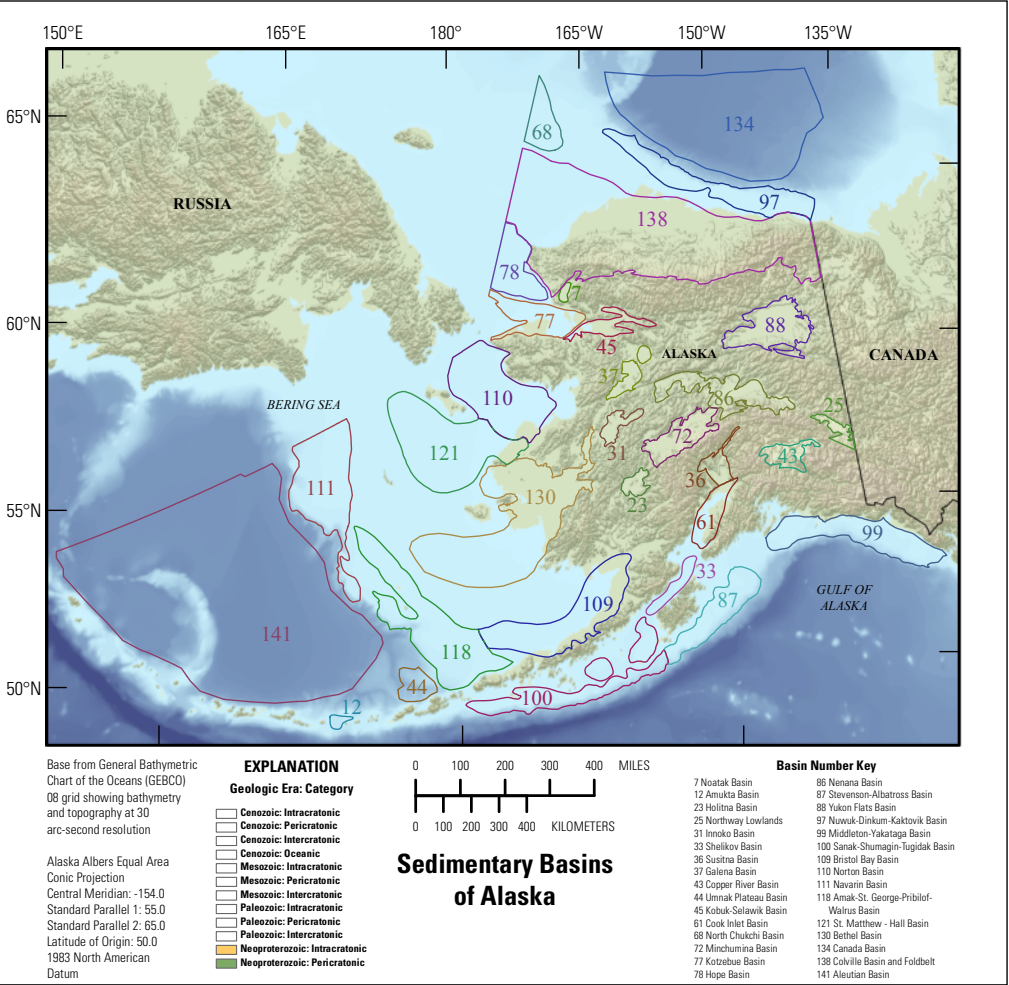 150°E 165°E 180° 165°W 150°W 135°W
65°N
68
134
RUSSIA
97
138
78
7
60°N
77
88
45
ALASKA
CANADA
37
110
86
BERING SEA
25
72
121
31
43
36
111
130
23
55°N
61
99
33
GULF OF
ALASKA
109
87
141
118
44
50°N
100
12
Base from General Bathymetric
Chart of the Oceans (GEBCO)
08 grid showing bathymetry
and topography at 30
arc-second resolution
Alaska Albers Equal Area
Conic Projection
Central Meridian: -154.0
Standard Parallel 1: 55.0
Standard Parallel 2: 65.0
Latitude of Origin: 50.0
1983 North American
Datum
EXPLANATION
Geologic Era: Category
Cenozoic: Intracratonic
Cenozoic: Pericratonic
Cenozoic: Intercratonic
Cenozoic: Oceanic
Mesozoic: Intracratonic
Mesozoic: Pericratonic
Mesozoic: Intercratonic
Paleozoic: Intracratonic
Paleozoic: Pericratonic
Paleozoic: Intercratonic
Neoproterozoic: Intracratonic
Neoproterozoic: Pericratonic
0 100 200 300 400 MILES
0 100 200 300 400 KILOMETERS
Sedimentary Basins
of Alaska
Basin Number Key
7 Noatak Basin
12 Amukta Basin
23 Holitna Basin
25 Northway Lowlands
31 Innoko Basin
33 Shelikov Basin
36 Susitna Basin
37 Galena Basin
43 Copper River Basin
44 Umnak Plateau Basin
45 Kobuk-Selawik Basin
61 Cook Inlet Basin
68 North Chukchi Basin
72 Minchumina Basin
77 Kotzebue Basin
78 Hope Basin
86 Nenana Basin
87 Stevenson-Albatross Basin
88 Yukon Flats Basin
97 Nuwuk-Dinkum-Kaktovik Basin
99 Middleton-Yakataga Basin
100 Sanak-Shumagin-Tugidak Basin
109 Bristol Bay Basin
110 Norton Basin
111 Navarin Basin
118 Amak-St. George-Pribilof-
Walrus Basin
121 St. Matthew - Hall Basin
130 Bethel Basin
134 Canada Basin
138 Colville Basin and Foldbelt
141 Aleutian Basin